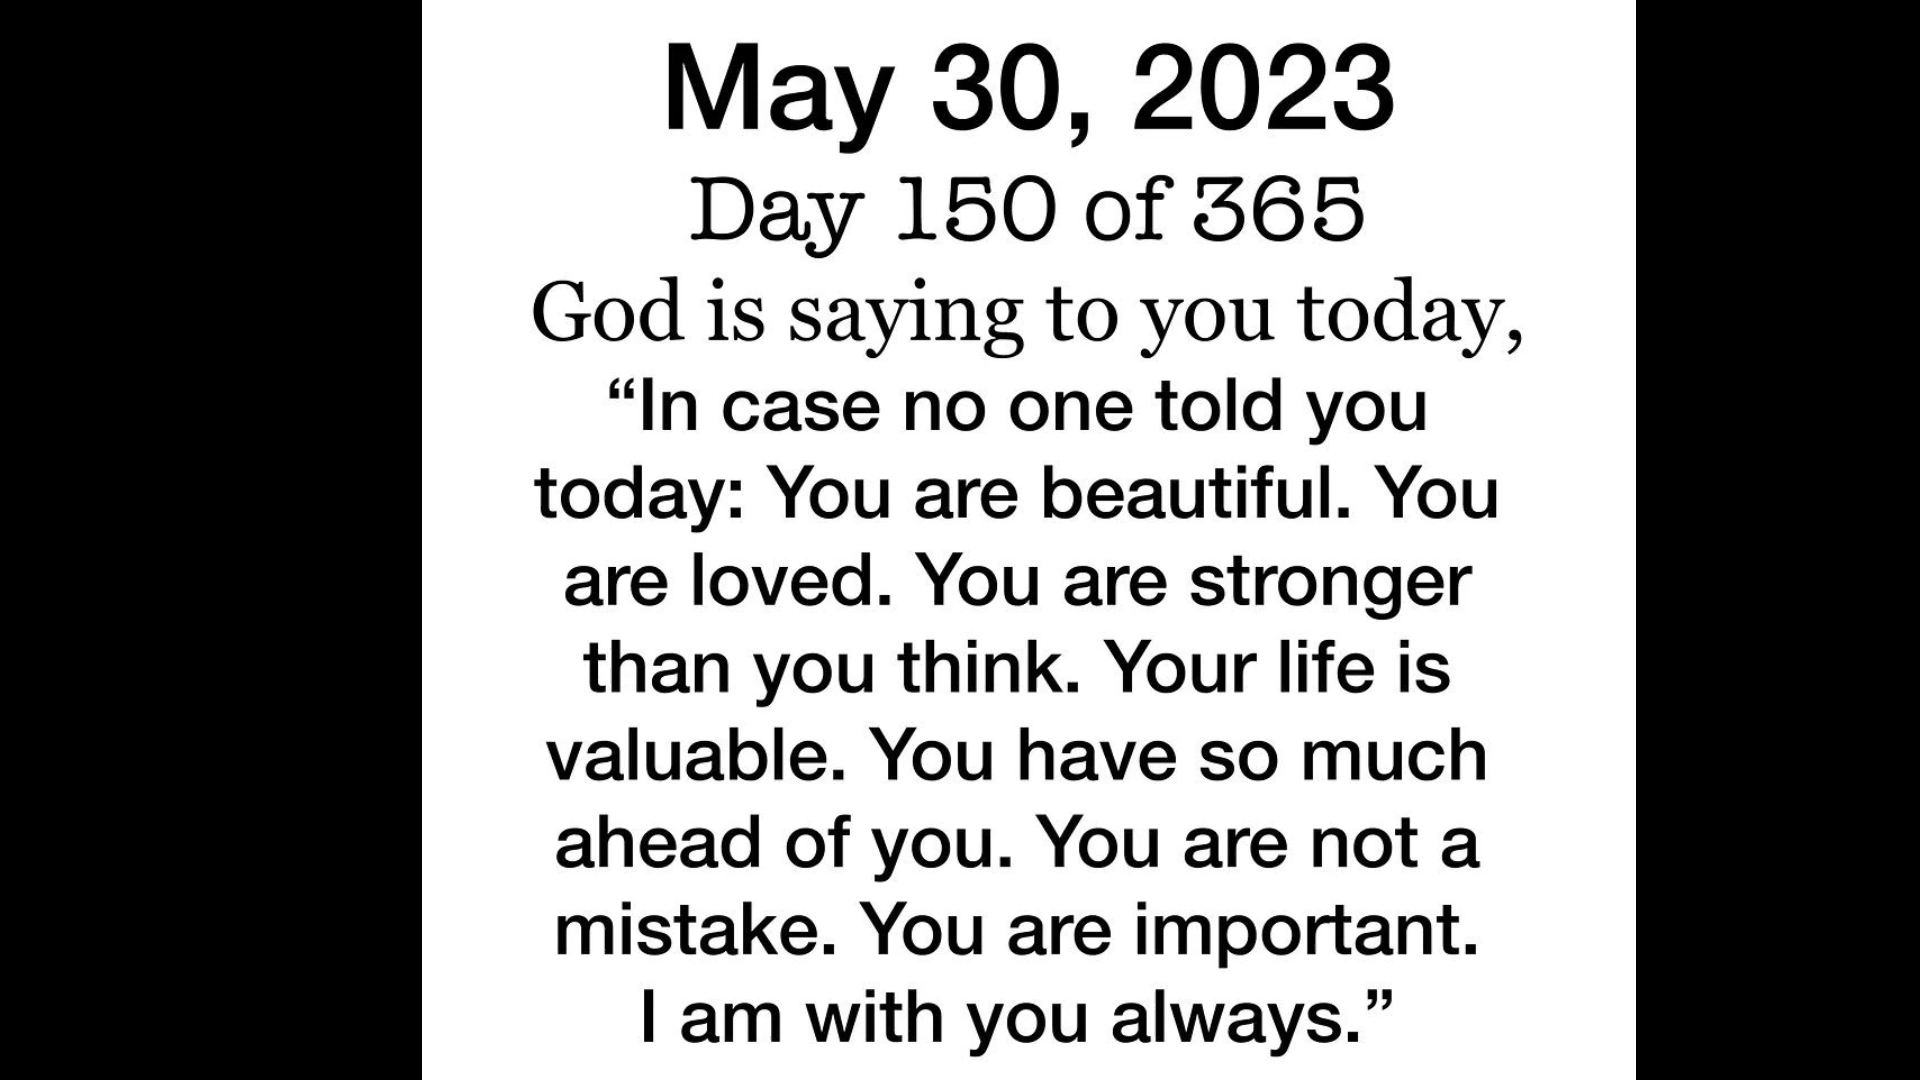 May 30, 2023
Day 150 of 365
God is saying to you today,
“In case no one told you
today: You are beautiful. You
are loved. You are stronger
than you think. Your life is
valuable. You have so much
ahead of you. You are not a
mistake. You are important.
I am with you always.”